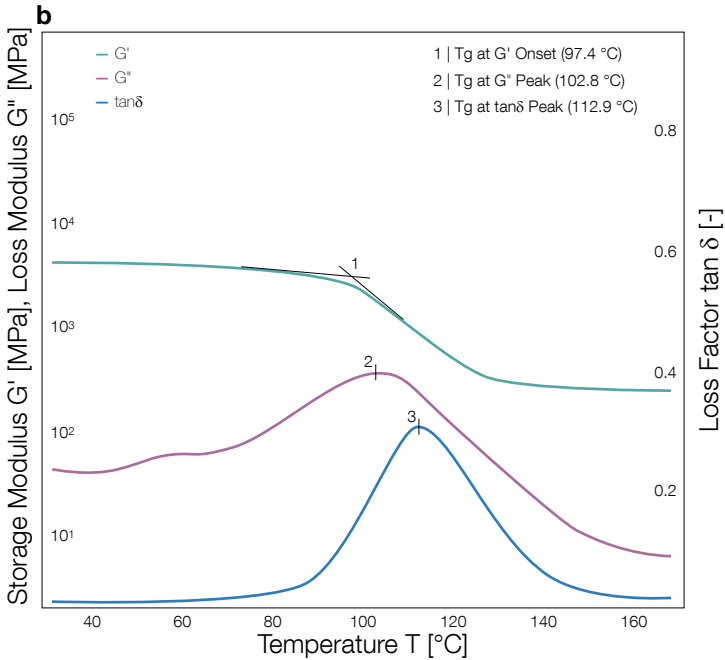 b
G'
G"
tanδ
1 | Tg at G' Onset (97.4 °C)
2 | Tg at G" Peak (102.8 °C)
3 | Tg at tanδ Peak (112.9 °C)
Storage Modulus G' [MPa], Loss Modulus G" [MPa]
10⁵
10⁴
10³
10²
10¹
1
2
3
0.8
0.6
0.4
0.2
Loss Factor tan δ [-]
40 60 80 100 120 140 160
Temperature T [°C]